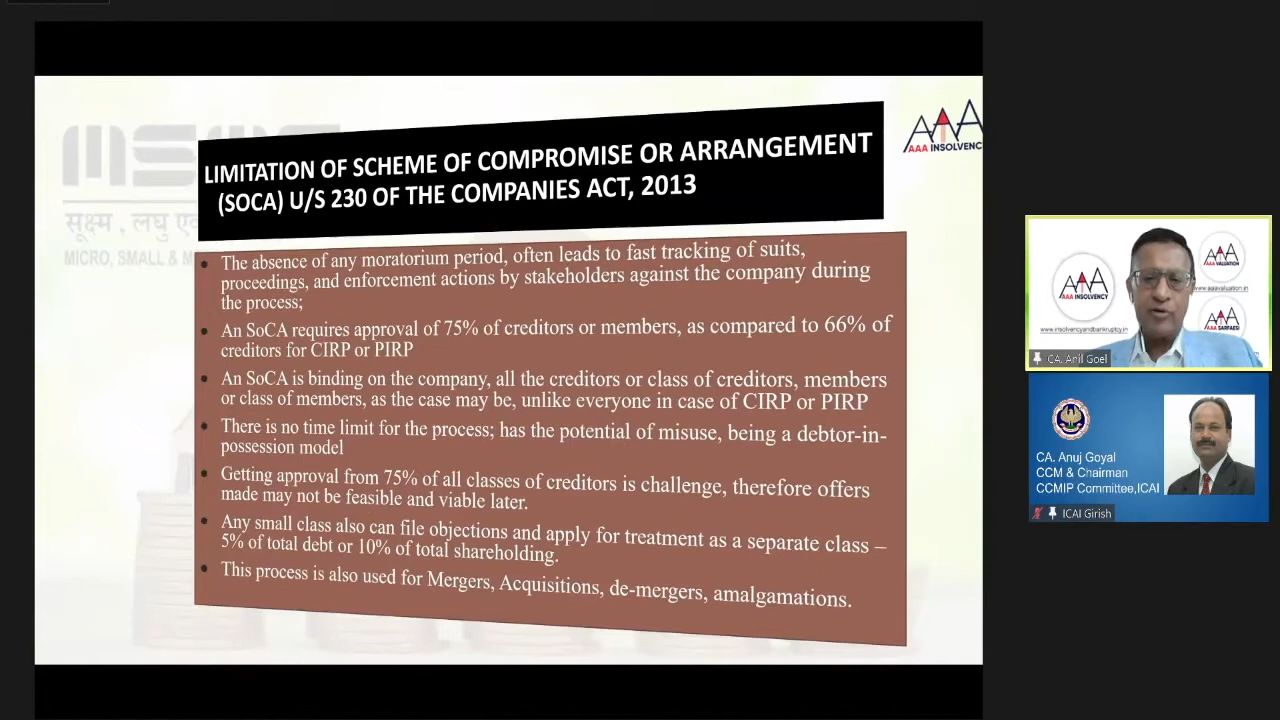 AAA INSOLVENC
LIMITATION OF SCHEME OF COMPROMISE OR ARRANGEMENT
(SOCA) U/S 230 OF THE COMPANIES ACT, 2013
सूक्ष्म , लघु
MICRO, SMALL & M
• The absence of any moratorium period, often leads to fast tracking of suits,
proceedings, and enforcement actions by stakeholders against the company during
the process;
• An SoCA requires approval of 75% of creditors or members, as compared to 66% of
creditors for CIRP or PIRP
• An SoCA is binding on the company, all the creditors or class of creditors, members
or class of members, as the case may be, unlike everyone in case of CIRP or PIRP
• There is no time limit for the process; has the potential of misuse, being a debtor-in-
possession model
• Getting approval from 75% of all classes of creditors is challenge, therefore offers
made may not be feasible and viable later.
• Any small class also can file objections and apply for treatment as a separate class –
5% of total debt or 10% of total shareholding.
• This process is also used for Mergers, Acquisitions, de-mergers, amalgamations.
AAA INSOLVENCY
www.insolvencyandbankruptcy.in
AAA VALUATION
www.aaavaluation.in
AAA SARFAESI
CA. Anil Goel
CA. Anuj Goyal
CCM & Chairman
CCMIP Committee,ICAI
ICAI Girish